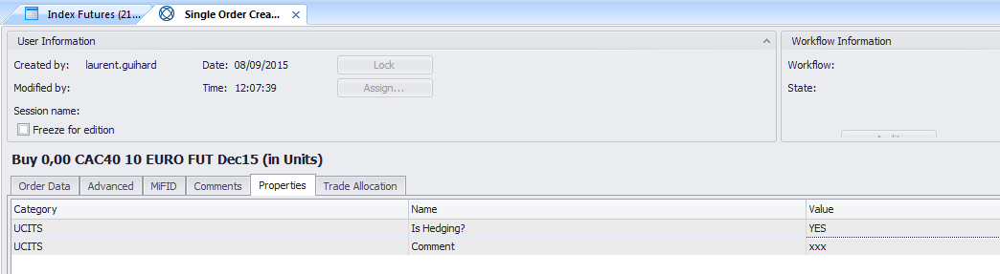 Index Futures (21... Single Order Crea...
User Information
Created by: laurent.guihard Date: 08/09/2015 Lock
Modified by: Time: 12:07:39 Assign...
Session name:
Freeze for edition
Workflow Information
Workflow:
State:
Buy 0,00 CAC40 10 EURO FUT Dec15 (in Units)
Order Data Advanced MiFID Comments Properties Trade Allocation
Category Name Value
UCITS Is Hedging? YES
UCITS Comment xxx